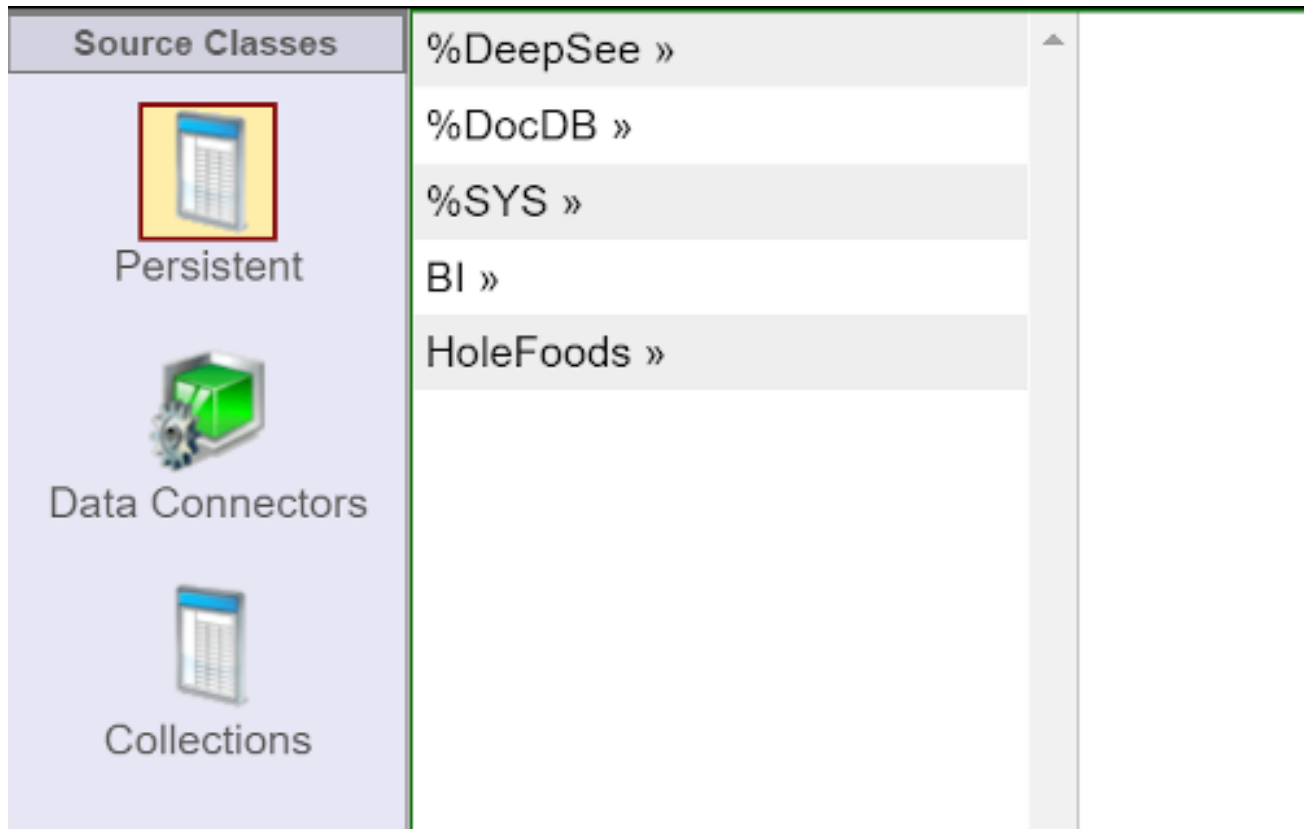 Source Classes
Persistent
Data Connectors
Collections
%DeepSee »
%DocDB »
%SYS »
BI »
HoleFoods »